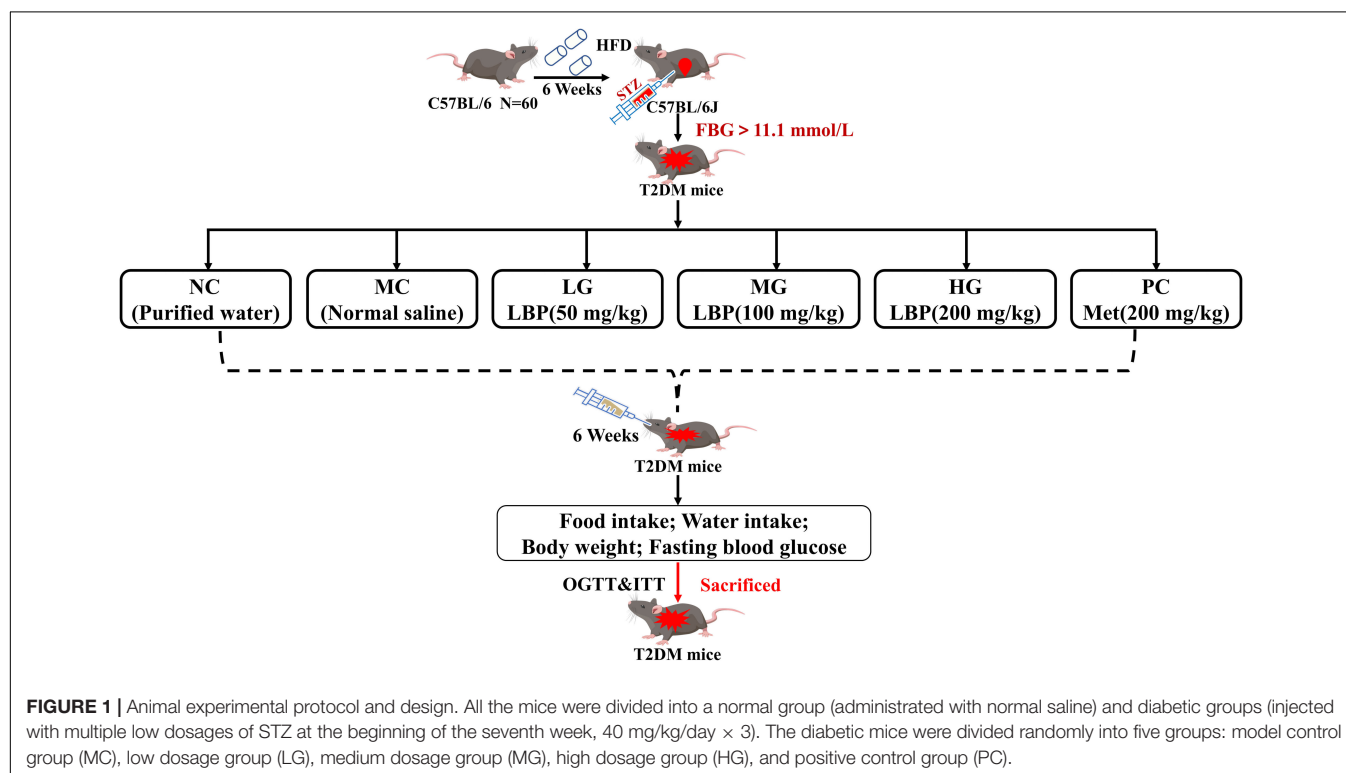 HFD
6 Weeks
C57BL/6 N=60
STZ
C57BL/6J
FBG > 11.1 mmol/L
T2DM mice
NC
(Purified water)
MC
(Normal saline)
LG
LBP(50 mg/kg)
MG
LBP(100 mg/kg)
HG
LBP(200 mg/kg)
PC
Met(200 mg/kg)
6 Weeks
T2DM mice
Food intake; Water intake;
Body weight; Fasting blood glucose
OGTT&ITT
Sacrificed
T2DM mice
FIGURE 1 | Animal experimental protocol and design. All the mice were divided into a normal group (administrated with normal saline) and diabetic groups (injected
with multiple low dosages of STZ at the beginning of the seventh week, 40 mg/kg/day × 3). The diabetic mice were divided randomly into five groups: model control
group (MC), low dosage group (LG), medium dosage group (MG), high dosage group (HG), and positive control group (PC).